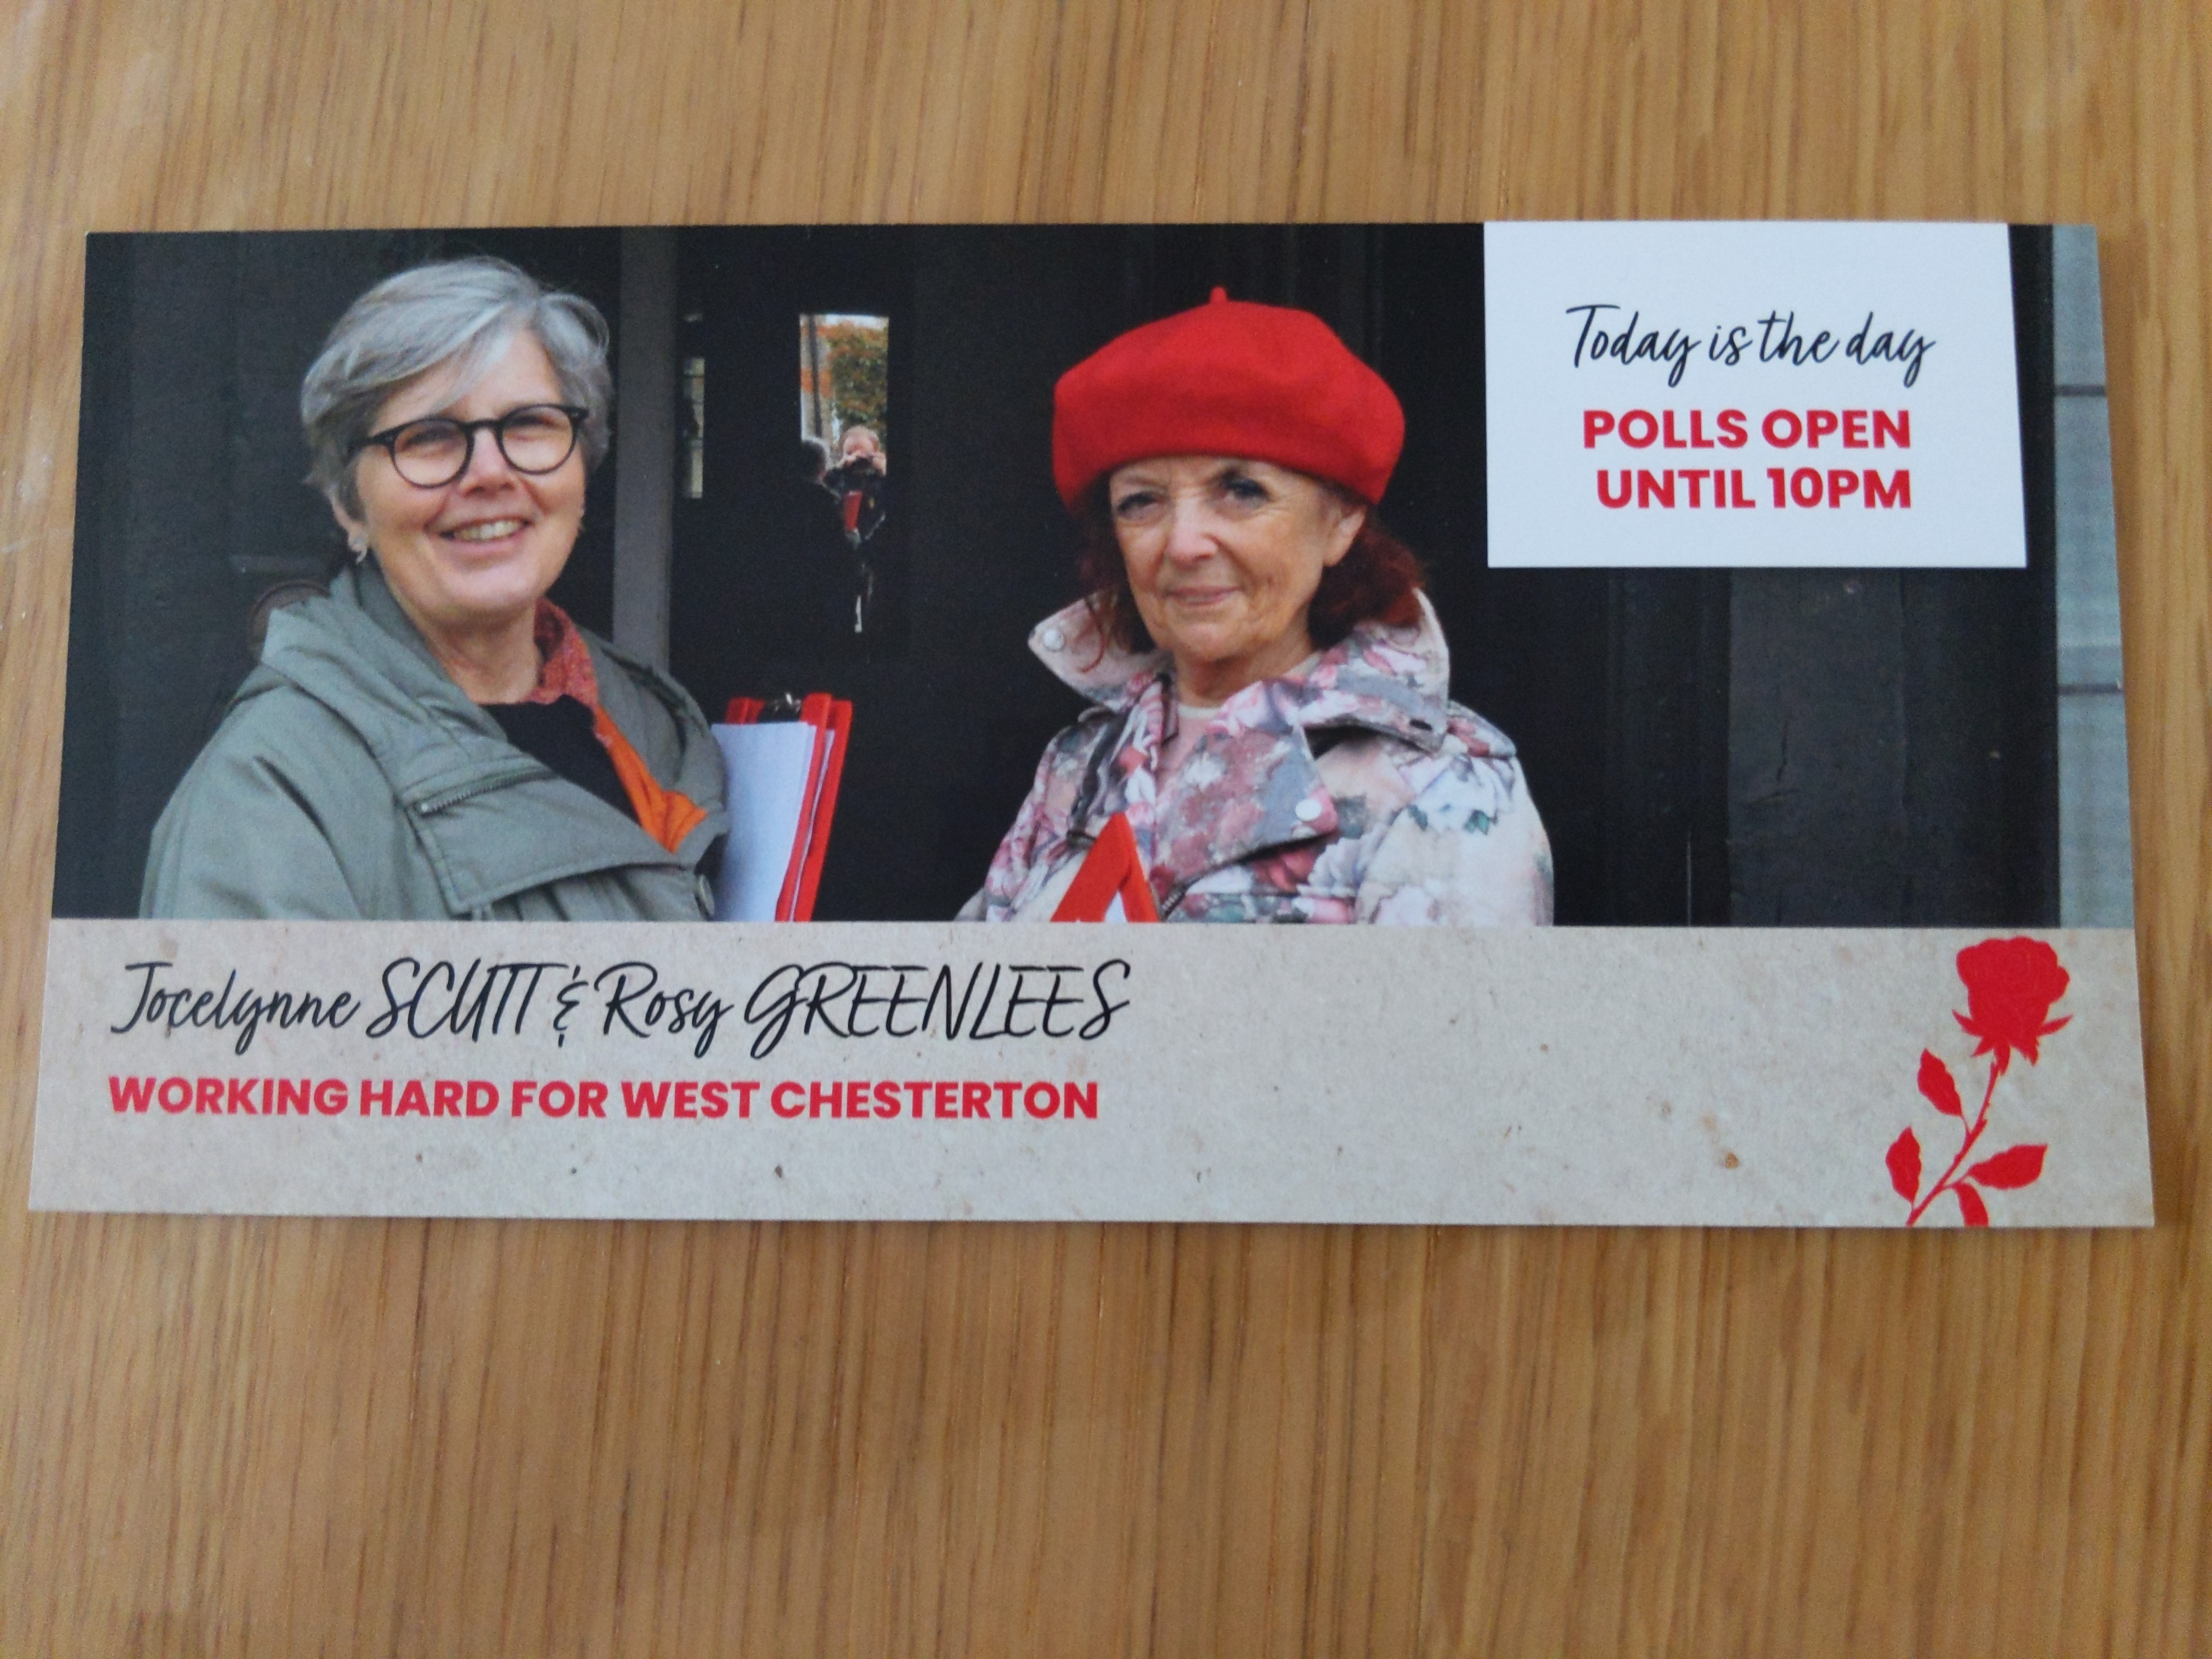 Today is the day
POLLS OPEN
UNTIL 10PM
Jocelynne SCUTT & Rosy GREENLEES
WORKING HARD FOR WEST CHESTERTON